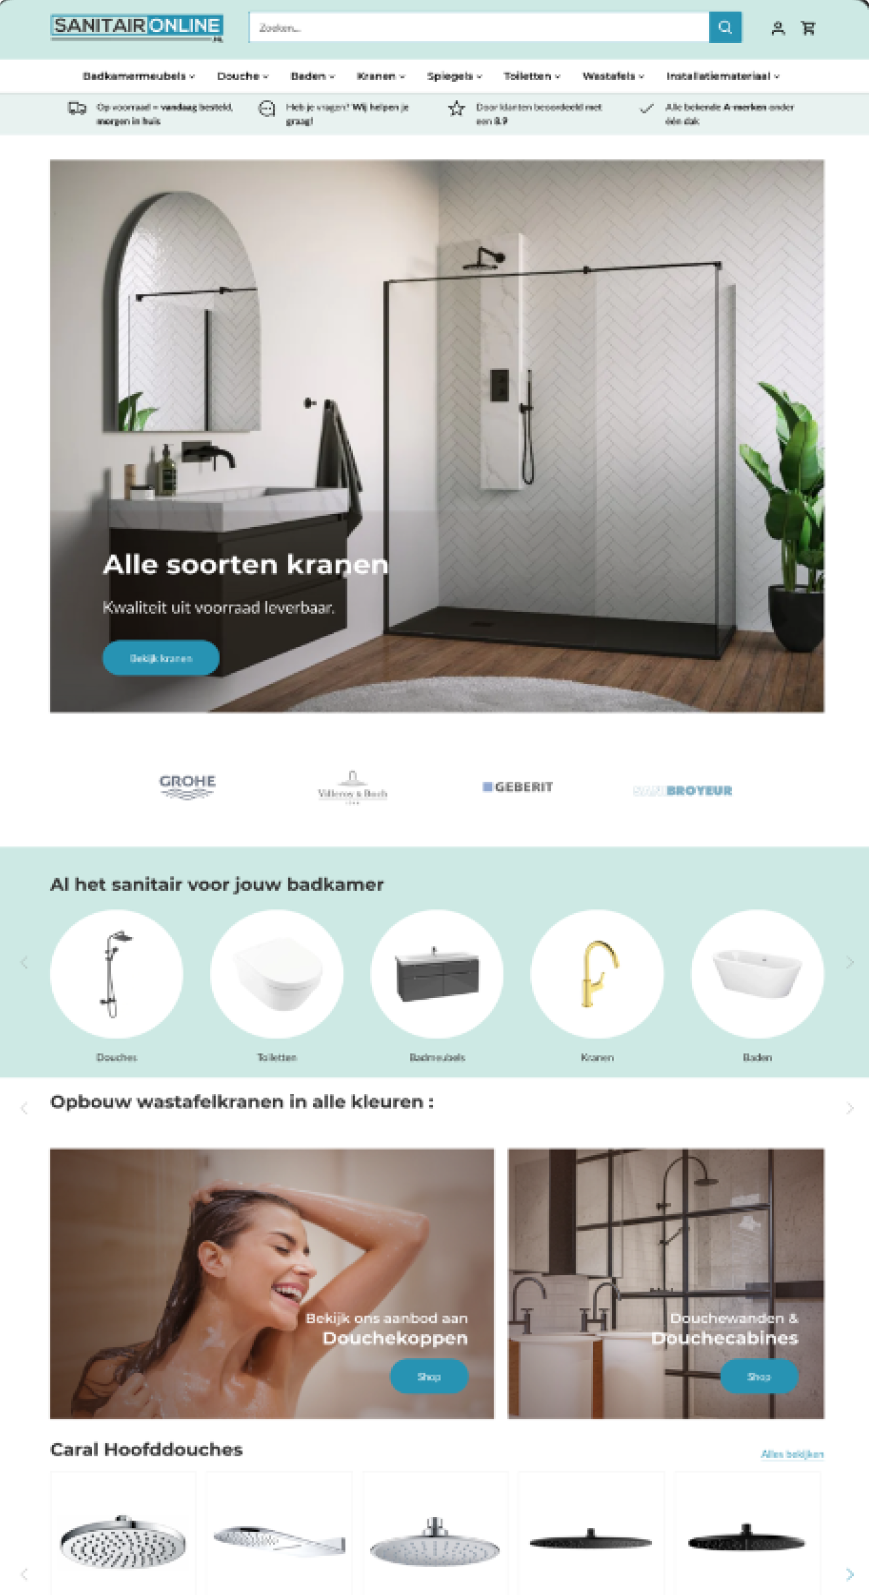 SANITAIRONLINE
.NL
Zoeken...
Badkamermeubels Douche Baden Kranen Spiegels Toiletten Wastafels Installatiemateriaal
Op voorraad = vandaag besteld,
morgen in huis
Heb je vragen? Wij helpen je
graag!
Door klanten beoordeeld met
een 8.9
Alle bekende A-merken onder
één dak
Alle soorten kranen
Kwaliteit uit voorraad leverbaar.
Bekijk kranen
GROHE
Villeroy & Boch
1748
GEBERIT
SANIBROYEUR
Al het sanitair voor jouw badkamer
Douches Toiletten Badmeubels Kranen Baden
Opbouw wastafelkranen in alle kleuren :
Bekijk ons aanbod aan
Douchekoppen
Shop
Douchewanden &
Douchecabines
Shop
Caral Hoofddouches
Alles bekijken